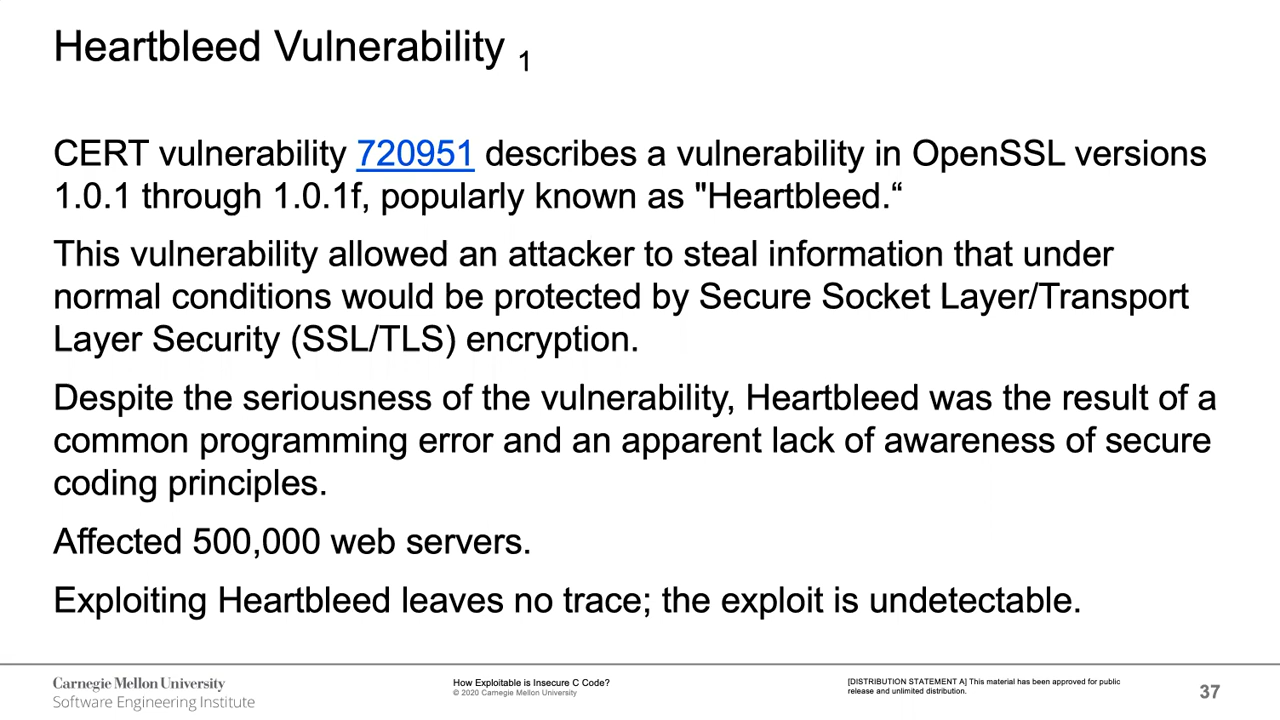 Heartbleed Vulnerability 1
CERT vulnerability 720951 describes a vulnerability in OpenSSL versions
1.0.1 through 1.0.1f, popularly known as "Heartbleed.“
This vulnerability allowed an attacker to steal information that under
normal conditions would be protected by Secure Socket Layer/Transport
Layer Security (SSL/TLS) encryption.
Despite the seriousness of the vulnerability, Heartbleed was the result of a
common programming error and an apparent lack of awareness of secure
coding principles.
Affected 500,000 web servers.
Exploiting Heartbleed leaves no trace; the exploit is undetectable.
Carnegie Mellon University
Software Engineering Institute
How Exploitable is Insecure C Code?
© 2020 Carnegie Mellon University
[DISTRIBUTION STATEMENT A] This material has been approved for public
release and unlimited distribution.
37